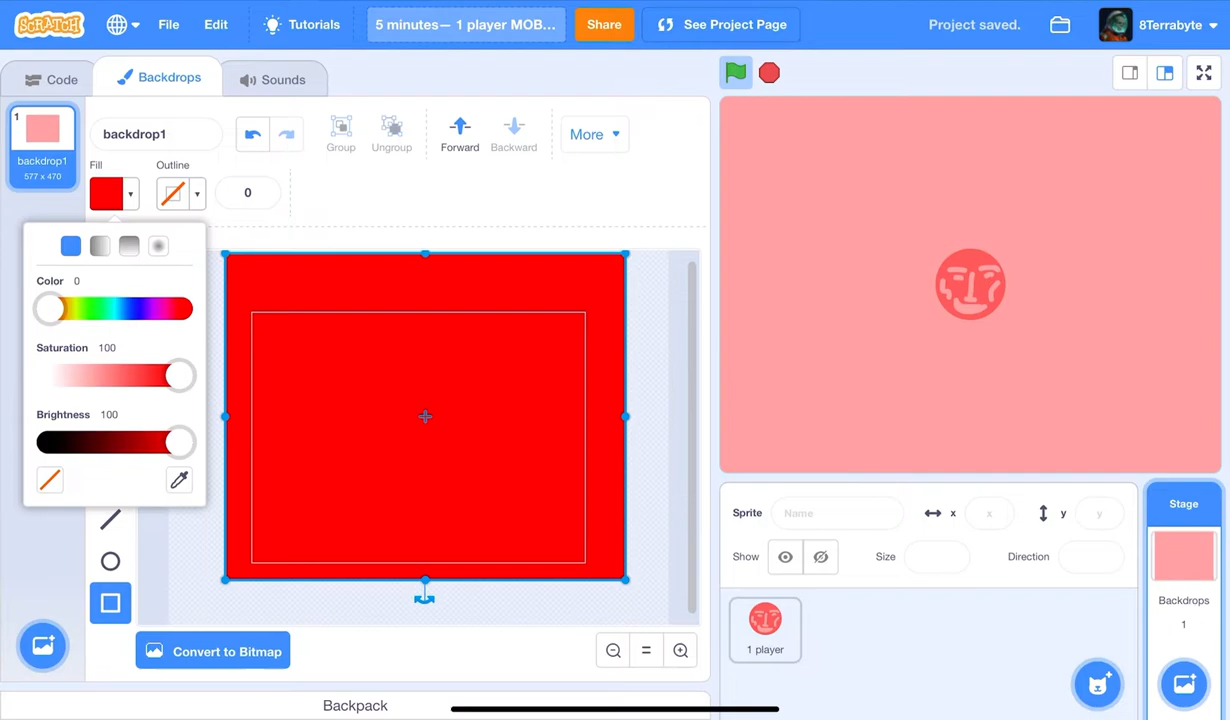 SCRATCH
File
Edit
Tutorials
5 minutes— 1 player MOB...
Share
See Project Page
Project saved.
8Terrabyte
Code
Backdrops
Sounds
1
backdrop1
577 x 470
backdrop1
Group
Ungroup
Forward
Backward
More
Fill
Outline
0
Color 0
Saturation 100
Brightness 100
Convert to Bitmap
Backpack
Sprite
Name
x
x
y
y
Show
Size
Direction
1 player
Stage
Backdrops
1